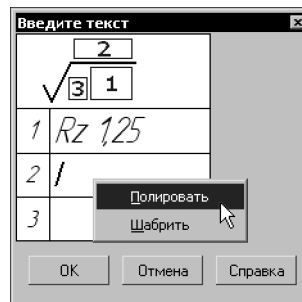 Введите текст
2
3 1
1 Rz 1,25
2
Полировать
3
Шабрить
OK Отмена Справка